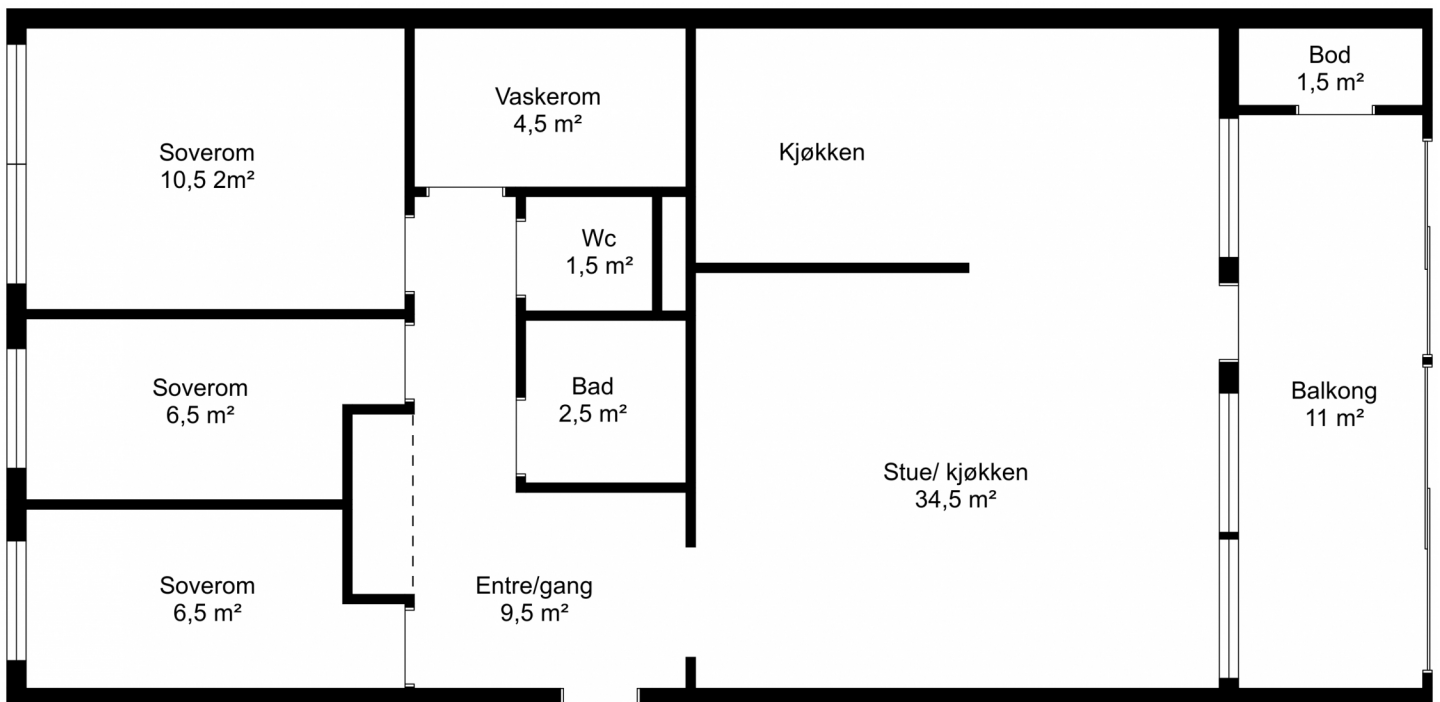 Bod
1,5 m²
Vaskerom
4,5 m²
Soverom
10,5 2m²
Kjøkken
Wc
1,5 m²
Soverom
6,5 m²
Bad
2,5 m²
Balkong
11 m²
Stue/ kjøkken
34,5 m²
Soverom
6,5 m²
Entre/gang
9,5 m²